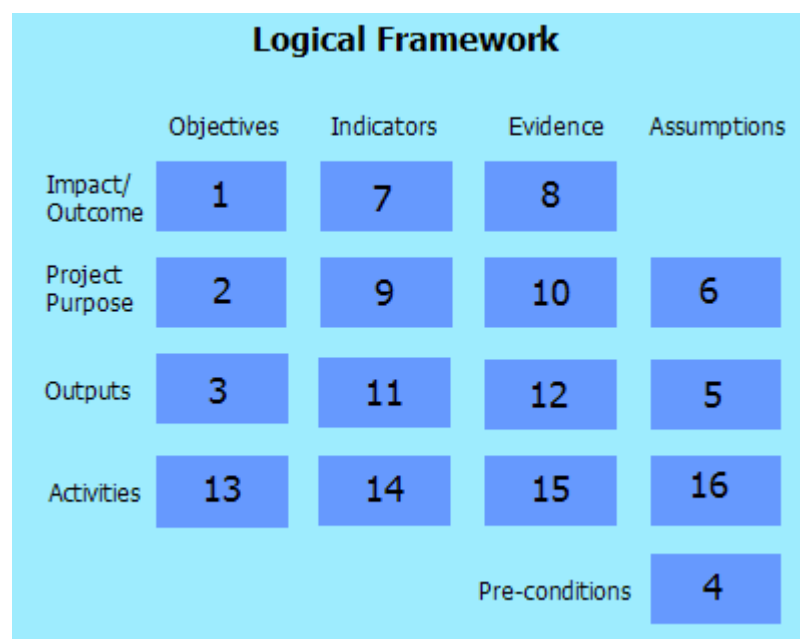 Logical Framework
Objectives Indicators Evidence Assumptions
Impact/
Outcome 1 7 8
Project
Purpose 2 9 10 6
Outputs 3 11 12 5
Activities 13 14 15 16
Pre-conditions 4